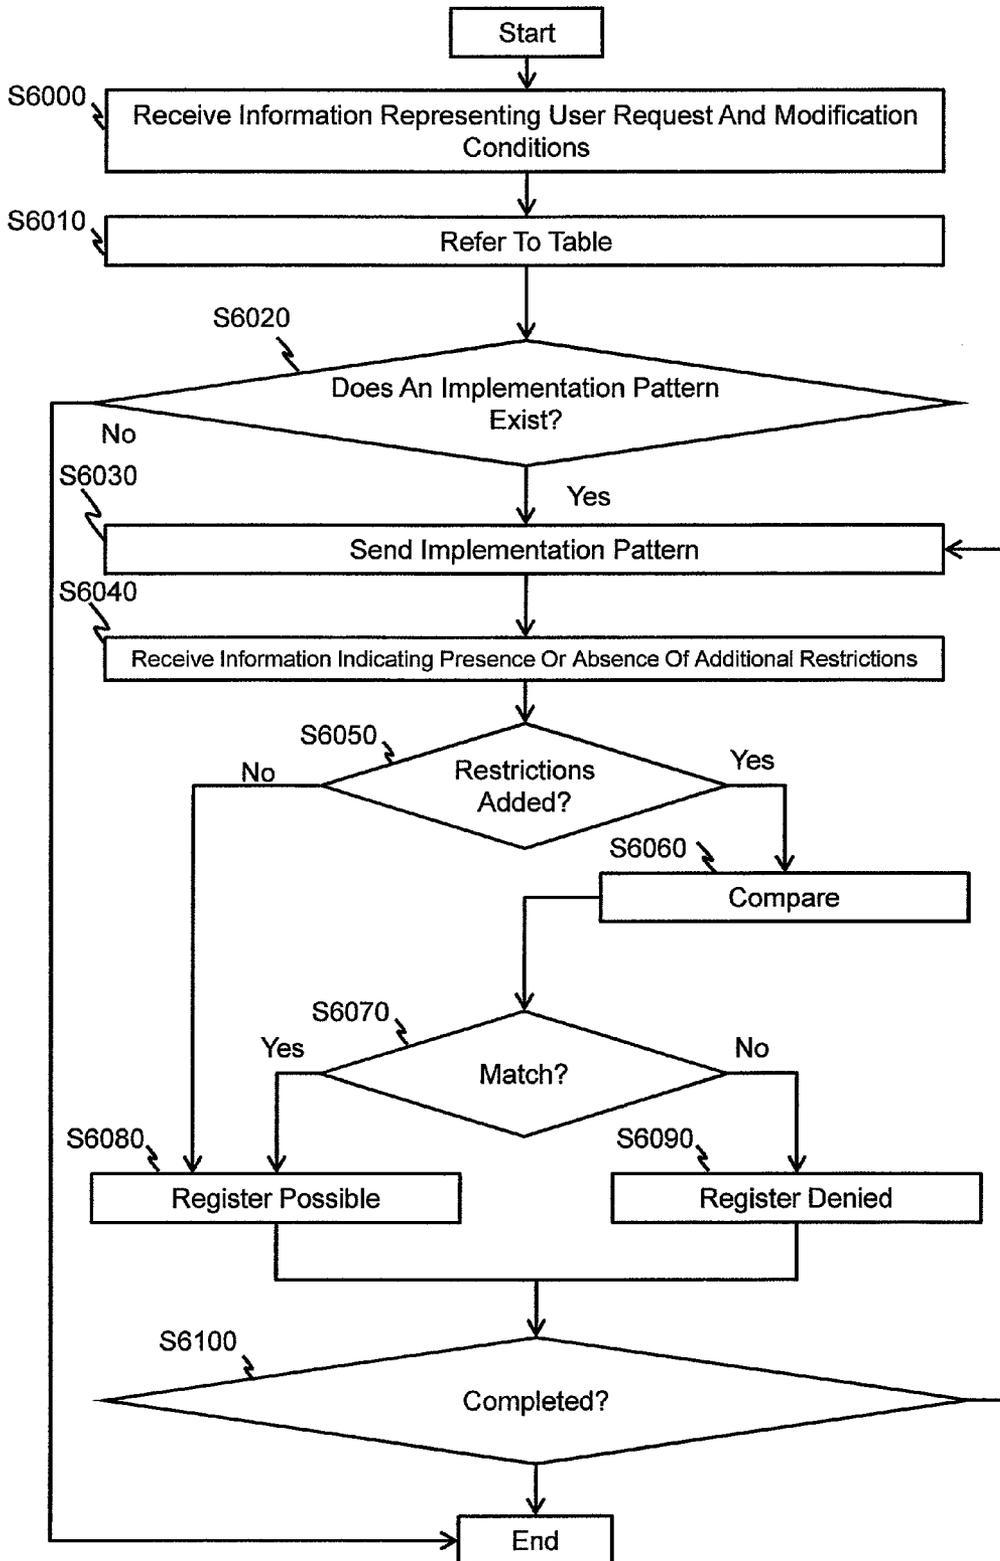 Start
S6000
Receive Information Representing User Request And Modification
Conditions
S6010
Refer To Table
S6020
Does An Implementation Pattern
Exist?
No
S6030
Yes
Send Implementation Pattern
S6040
Receive Information Indicating Presence Or Absence Of Additional Restrictions
S6050
No
Restrictions
Added?
Yes
S6060
Compare
S6070
Yes
Match?
No
S6080
S6090
Register Possible
Register Denied
S6100
Completed?
End